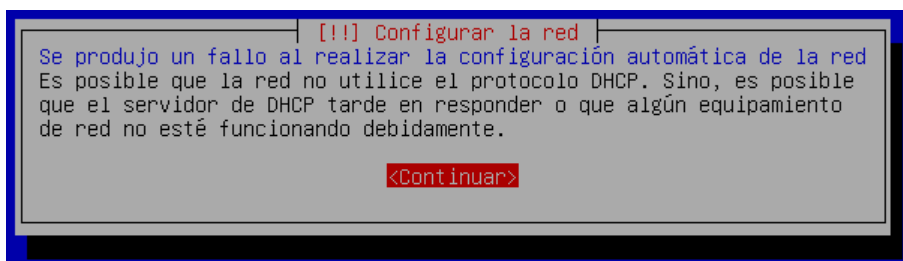 [!!] Configurar la red
Se produjo un fallo al realizar la configuración automática de la red
Es posible que la red no utilice el protocolo DHCP. Sino, es posible
que el servidor de DHCP tarde en responder o que algún equipamiento
de red no esté funcionando debidamente.
<Continuar>